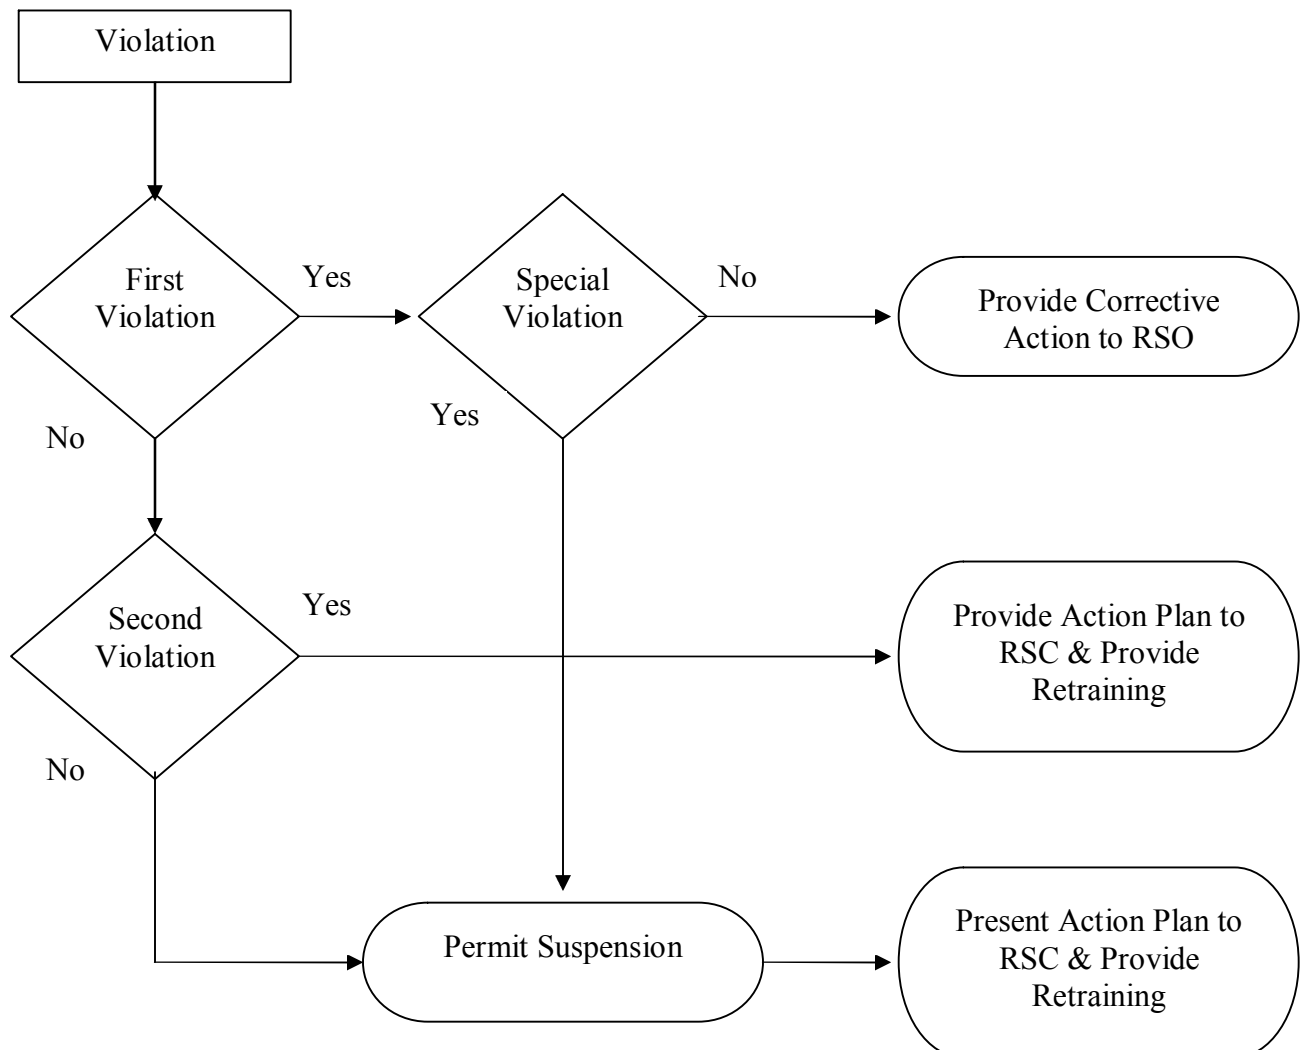 Violation
First
Violation
Yes
Special
Violation
No
Provide Corrective
Action to RSO
Yes
No
Second
Violation
Yes
Provide Action Plan to
RSC & Provide
Retraining
No
Permit Suspension
Present Action Plan to
RSC & Provide
Retraining